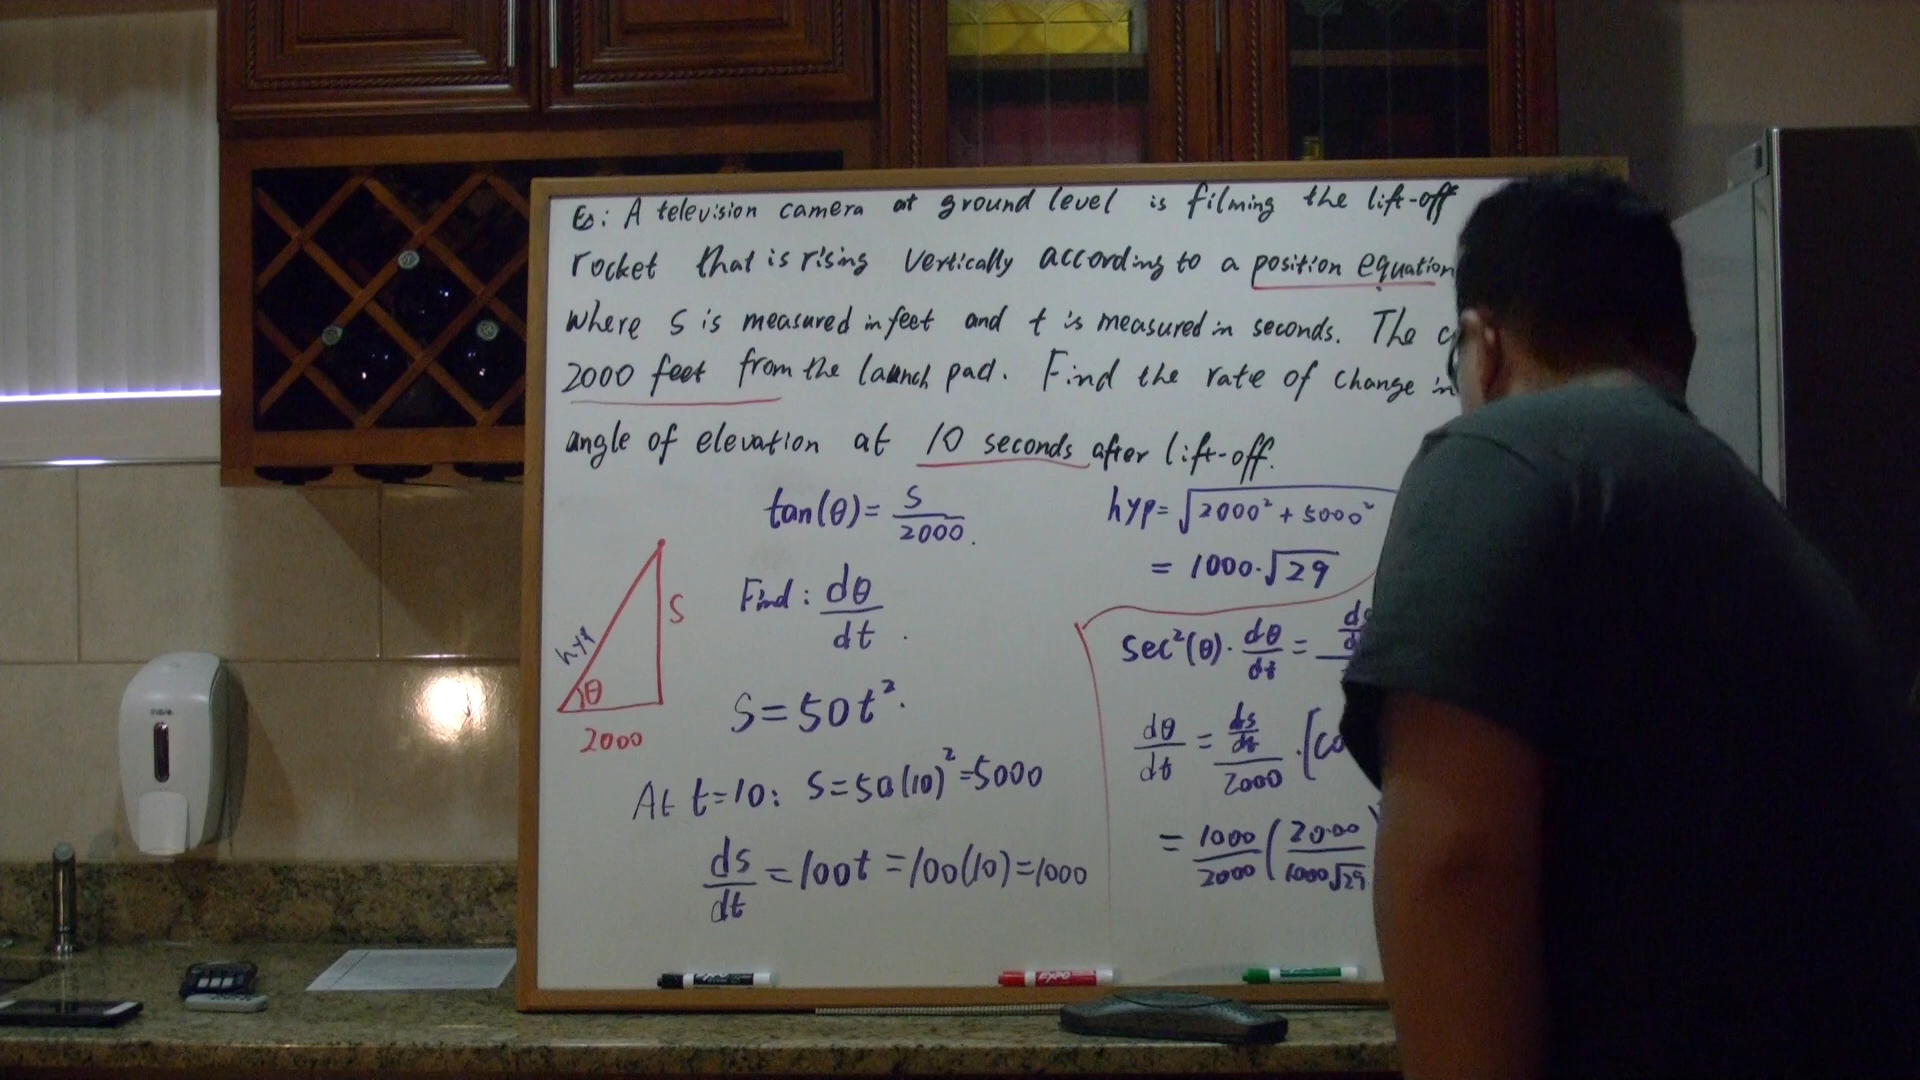 Ex: A television camera at ground level is filming the lift-off
rocket that is rising vertically according to a position equation
where S is measured in feet and t is measured in seconds. The
2000 feet from the launch pad. Find the rate of change in
angle of elevation at 10 seconds after lift-off.
tan(θ) = S/2000.
Find: dθ/dt.
S = 50t².
At t=10: S=50(10)²=5000
ds/dt = 100t = 100(10) = 1000
hyp
S
θ
2000
hyp = √(2000² + 5000²)
= 1000·√29
sec²(θ)· dθ/dt =
dθ/dt = (ds/dt)/2000 ·[co
= 1000/2000 (2000/1000√29
EXPO